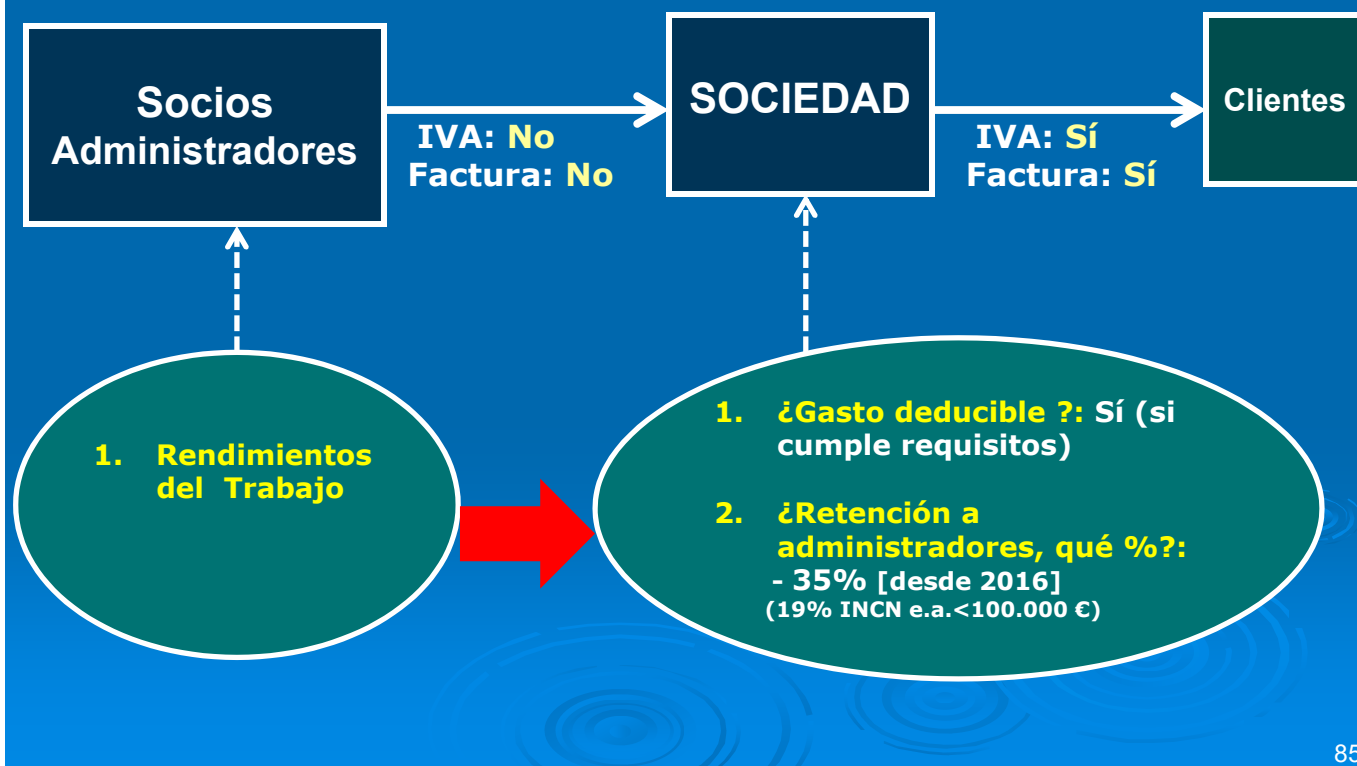 Socios
Administradores
IVA: No
Factura: No
SOCIEDAD
IVA: Sí
Factura: Sí
Clientes
1. Rendimientos
del Trabajo
1. ¿Gasto deducible ?: Sí (si
cumple requisitos)
2. ¿Retención a
administradores, qué %?:
- 35% [desde 2016]
(19% INCN e.a.<100.000 €)
85